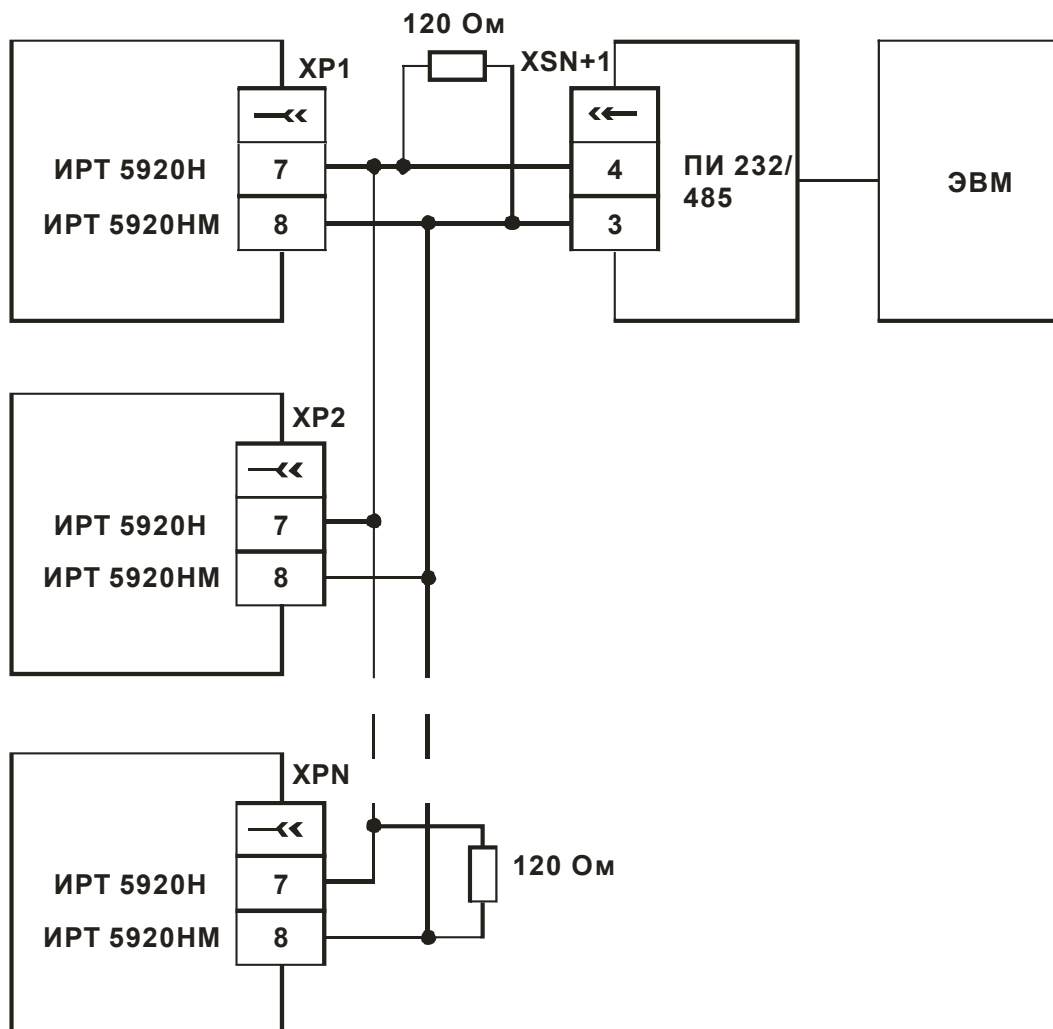 120 Ом
XP1
XSN+1
ИРТ 5920Н
7
4
ПИ 232/
485
ЭВМ
ИРТ 5920НМ
8
3
XP2
ИРТ 5920Н
7
ИРТ 5920НМ
8
XPN
120 Ом
ИРТ 5920Н
7
ИРТ 5920НМ
8